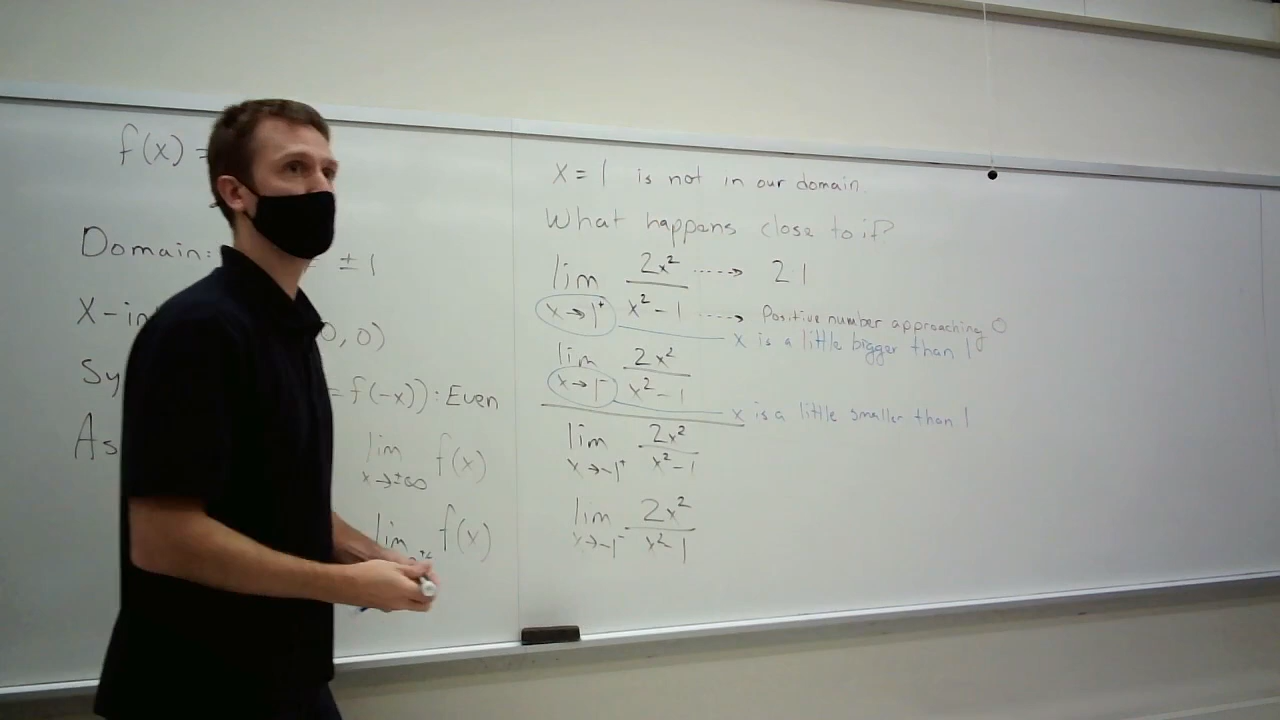 f(x) =
Domain: ± 1
X-in 0, 0)
Sy = f(-x)): Even
As lim f(x)
x→±∞
lim f(x)
x = 1 is not in our domain.
What happens close to it?
lim 2x² ⇢ 2·1
x→1⁺ x² - 1 ⇢ Positive number approaching 0
x is a little bigger than 1
lim 2x²
x→1⁻ x² - 1
x is a little smaller than 1
lim 2x²
x→-1⁺ x²-1
lim 2x²
x→-1⁻ x²-1